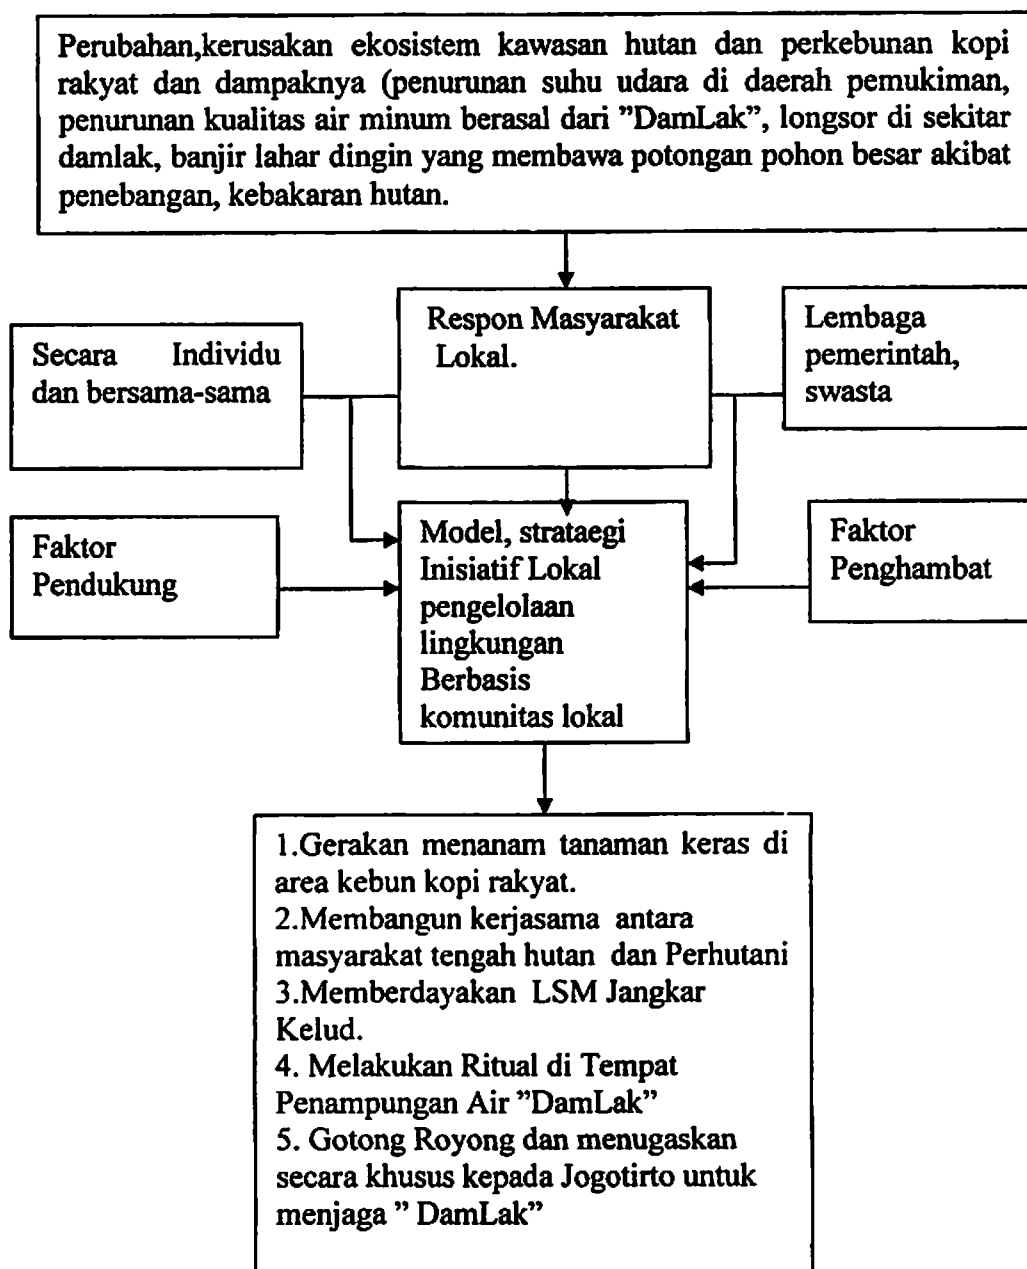 Perubahan,kerusakan ekosistem kawasan hutan dan perkebunan kopi
rakyat dan dampaknya (penurunan suhu udara di daerah pemukiman,
penurunan kualitas air minum berasal dari ”DamLak”, longsor di sekitar
damlak, banjir lahar dingin yang membawa potongan pohon besar akibat
penebangan, kebakaran hutan.
Respon Masyarakat
Lokal.
Secara Individu
dan bersama-sama
Lembaga
pemerintah,
swasta
Faktor
Pendukung
Model, strataegi
Inisiatif Lokal
pengelolaan
lingkungan
Berbasis
komunitas lokal
Faktor
Penghambat
1.Gerakan menanam tanaman keras di
area kebun kopi rakyat.
2.Membangun kerjasama antara
masyarakat tengah hutan dan Perhutani
3.Memberdayakan LSM Jangkar
Kelud.
4. Melakukan Ritual di Tempat
Penampungan Air ”DamLak”
5. Gotong Royong dan menugaskan
secara khusus kepada Jogotirto untuk
menjaga ” DamLak”